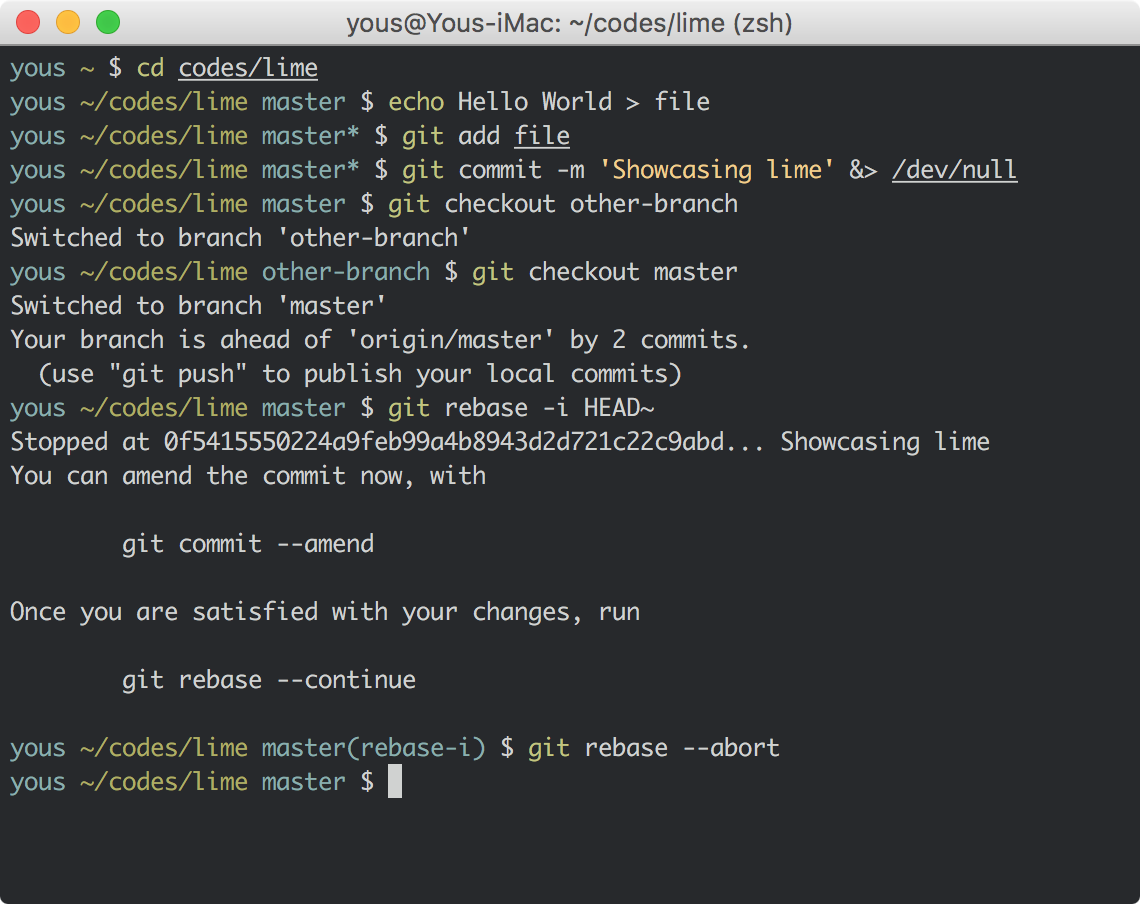 yous@Yous-iMac: ~/codes/lime (zsh)
yous ~ $ cd codes/lime
yous ~/codes/lime master $ echo Hello World > file
yous ~/codes/lime master* $ git add file
yous ~/codes/lime master* $ git commit -m 'Showcasing lime' &> /dev/null
yous ~/codes/lime master $ git checkout other-branch
Switched to branch 'other-branch'
yous ~/codes/lime other-branch $ git checkout master
Switched to branch 'master'
Your branch is ahead of 'origin/master' by 2 commits.
  (use "git push" to publish your local commits)
yous ~/codes/lime master $ git rebase -i HEAD~
Stopped at 0f5415550224a9feb99a4b8943d2d721c22c9abd... Showcasing lime
You can amend the commit now, with
        git commit --amend
Once you are satisfied with your changes, run
        git rebase --continue
yous ~/codes/lime master(rebase-i) $ git rebase --abort
yous ~/codes/lime master $